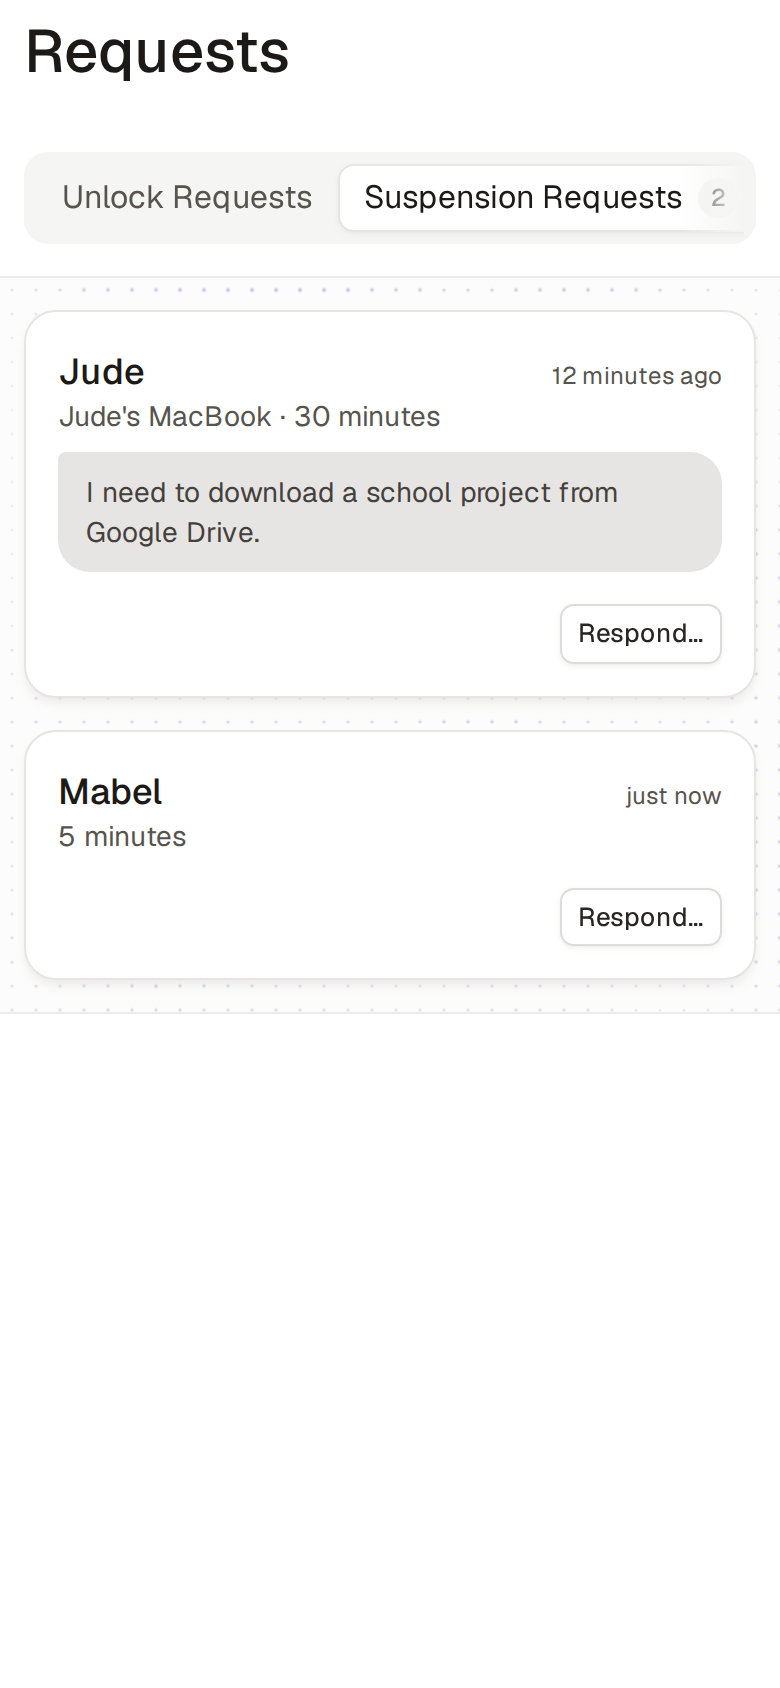 Requests
Unlock Requests
Suspension Requests 2
Jude
12 minutes ago
Jude's MacBook · 30 minutes
I need to download a school project from
Google Drive.
Respond...
Mabel
just now
5 minutes
Respond...